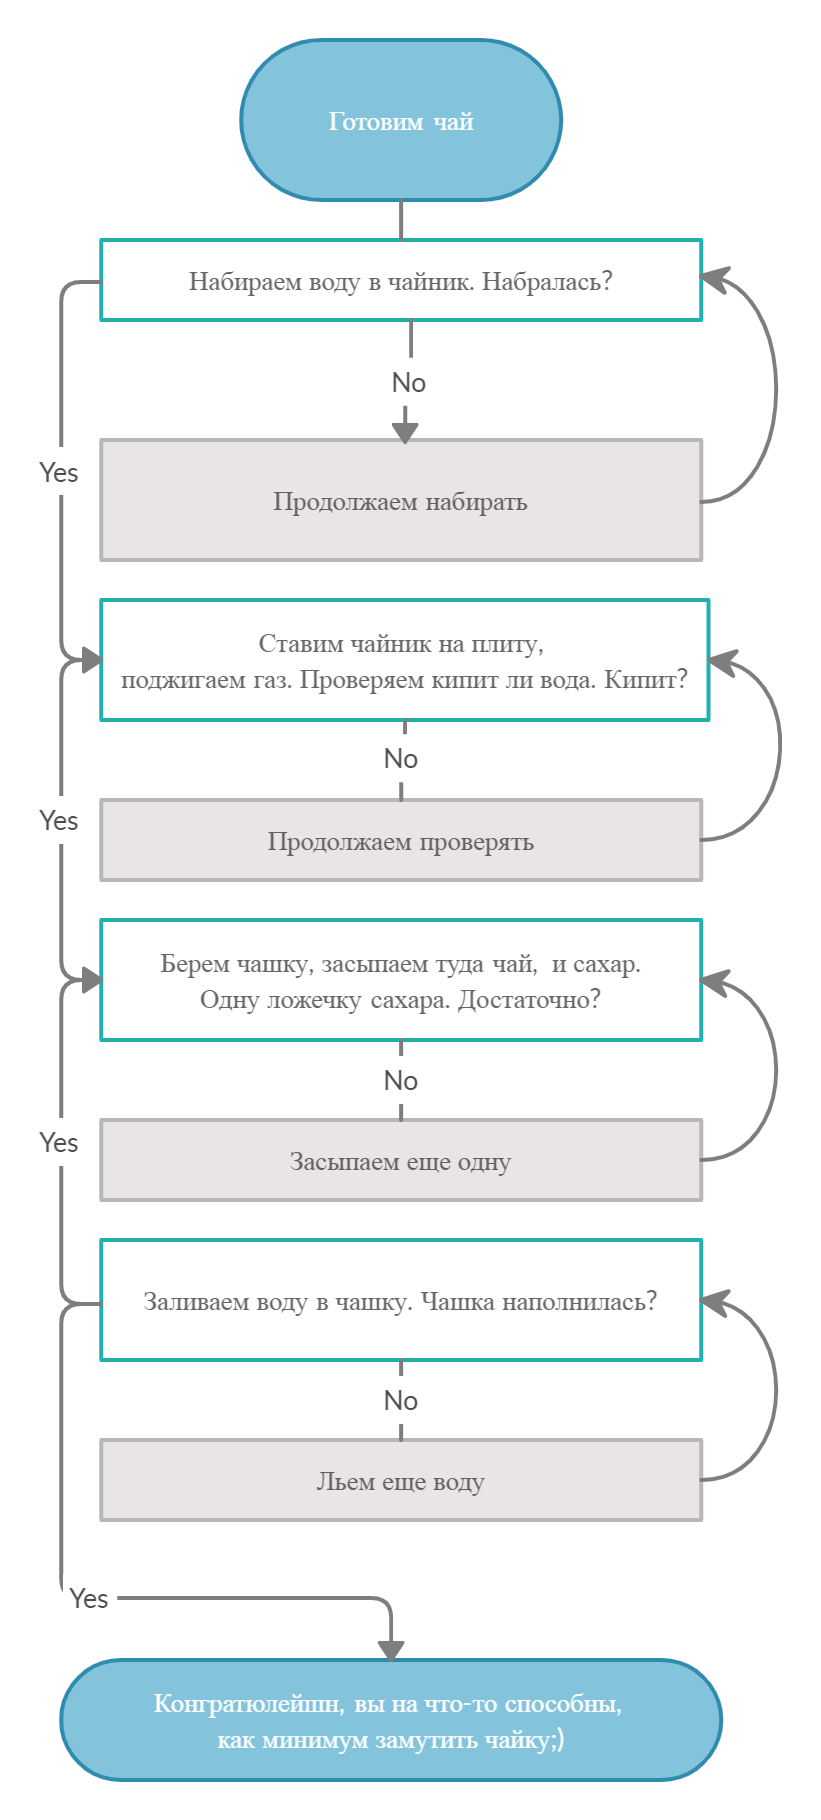 Готовим чай
Набираем воду в чайник. Набралась?
No
Yes
Продолжаем набирать
Ставим чайник на плиту,
поджигаем газ. Проверяем кипит ли вода. Кипит?
No
Yes
Продолжаем проверять
Берем чашку, засыпаем туда чай,  и сахар.
Одну ложечку сахара. Достаточно?
No
Yes
Засыпаем еще одну
Заливаем воду в чашку. Чашка наполнилась?
No
Льем еще воду
Yes
Конгратюлейшн, вы на что-то способны,
как минимум замутить чайку;)